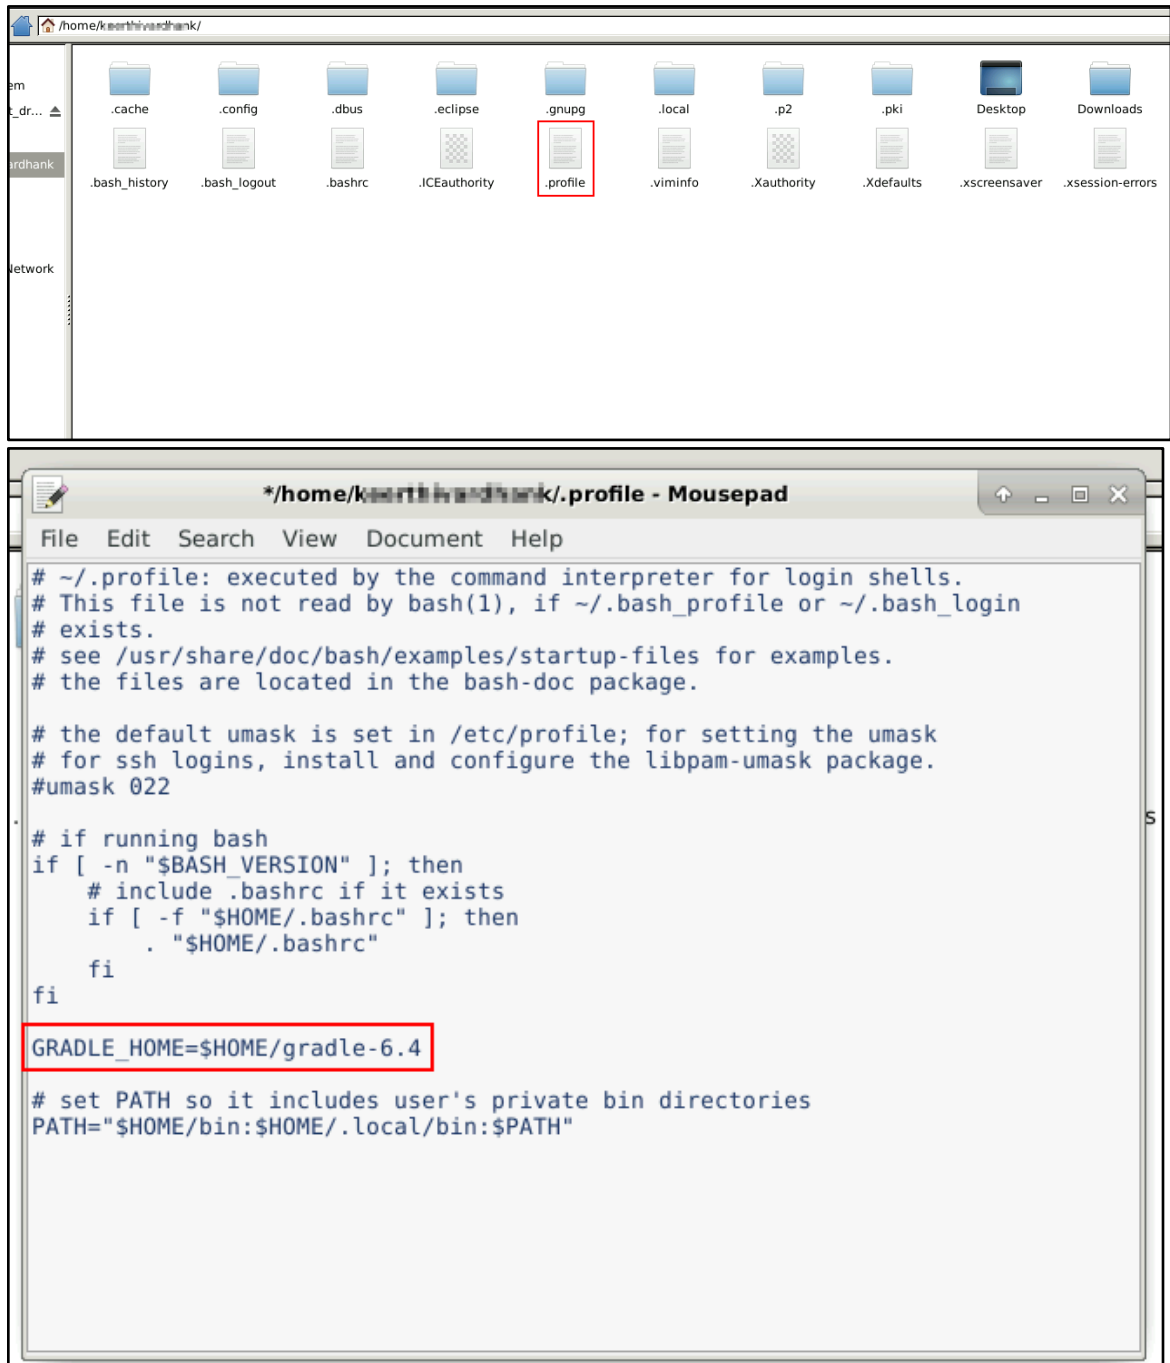 /home/k
em
.cache .config .dbus .eclipse .gnupg .local .p2 .pki Desktop Downloads
t_dr...
ardhank
.bash_history .bash_logout .bashrc .ICEauthority .profile .viminfo .Xauthority .Xdefaults .xscreensaver .xsession-errors
Network
*/home/k k/.profile - Mousepad
File Edit Search View Document Help
# ~/.profile: executed by the command interpreter for login shells.
# This file is not read by bash(1), if ~/.bash_profile or ~/.bash_login
# exists.
# see /usr/share/doc/bash/examples/startup-files for examples.
# the files are located in the bash-doc package.
# the default umask is set in /etc/profile; for setting the umask
# for ssh logins, install and configure the libpam-umask package.
#umask 022
# if running bash
if [ -n "$BASH_VERSION" ]; then
# include .bashrc if it exists
if [ -f "$HOME/.bashrc" ]; then
. "$HOME/.bashrc"
fi
fi
GRADLE_HOME=$HOME/gradle-6.4
# set PATH so it includes user's private bin directories
PATH="$HOME/bin:$HOME/.local/bin:$PATH"